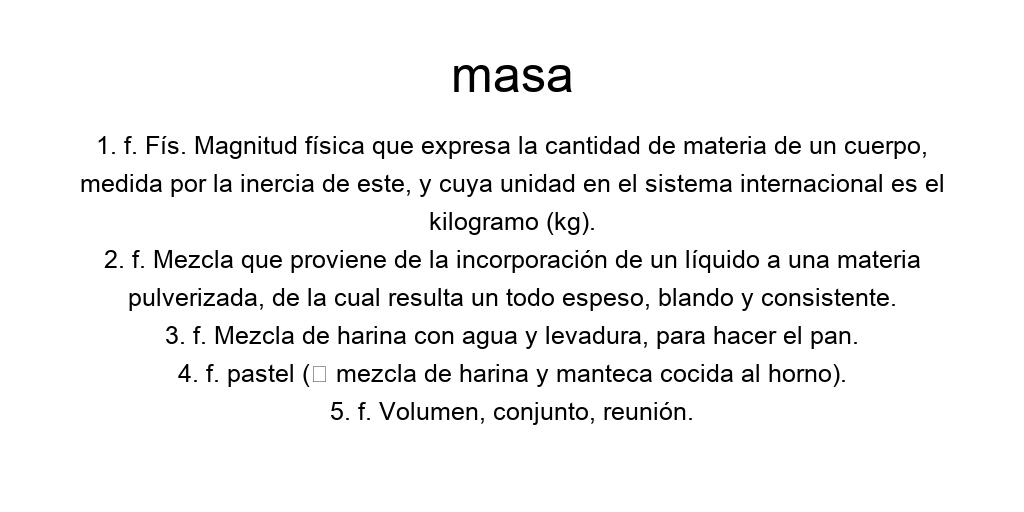 masa
1. f. Fís. Magnitud física que expresa la cantidad de materia de un cuerpo,
medida por la inercia de este, y cuya unidad en el sistema internacional es el
kilogramo (kg).
2. f. Mezcla que proviene de la incorporación de un líquido a una materia
pulverizada, de la cual resulta un todo espeso, blando y consistente.
3. f. Mezcla de harina con agua y levadura, para hacer el pan.
4. f. pastel (□ mezcla de harina y manteca cocida al horno).
5. f. Volumen, conjunto, reunión.